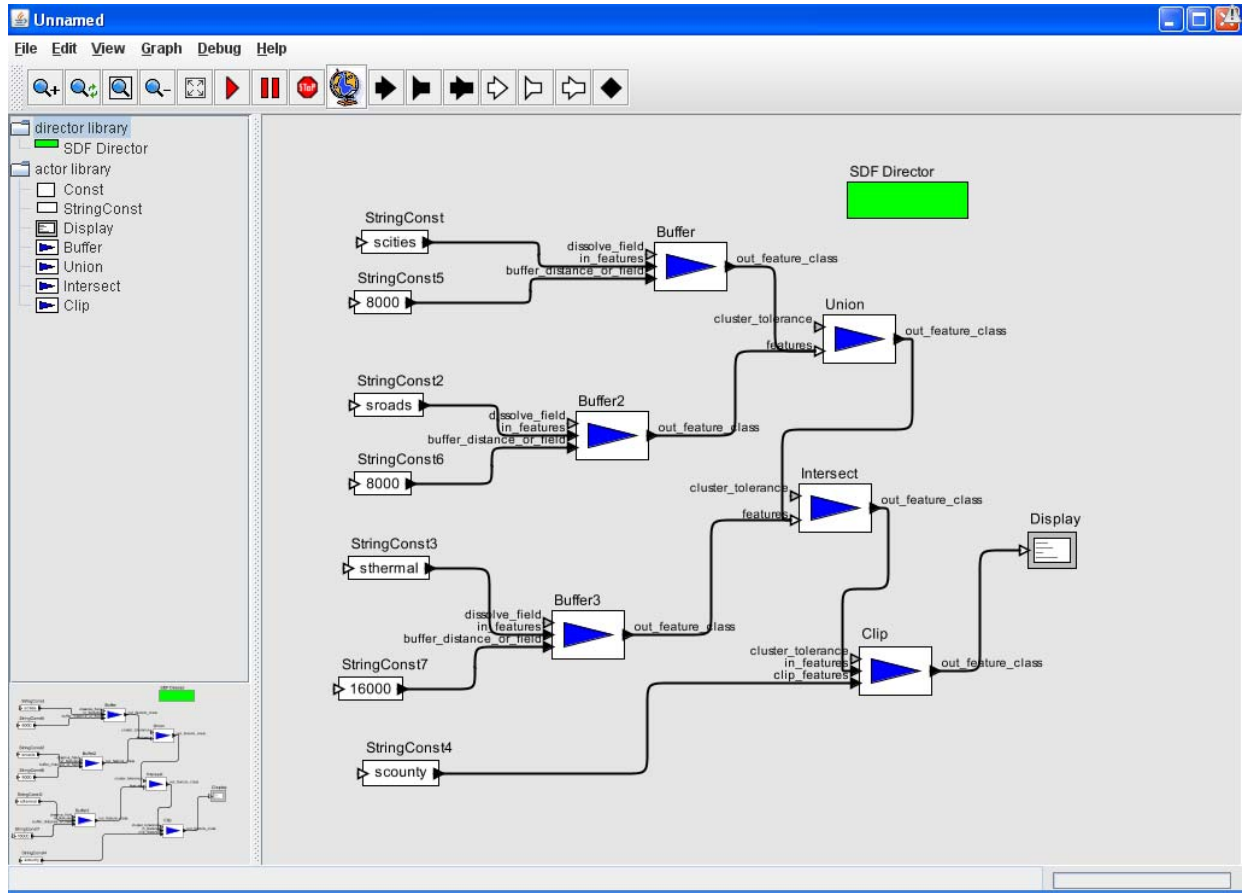 Unnamed
File Edit View Graph Debug Help
STOP
director library
SDF Director
actor library
Const
StringConst
Display
Buffer
Union
Intersect
Clip
SDF Director
StringConst
scities
StringConst5
8000
dissolve_field
in_features
buffer_distance_or_field
Buffer
out_feature_class
Union
cluster_tolerance
features
out_feature_class
StringConst2
sroads
StringConst6
8000
dissolve_field
in_features
buffer_distance_or_field
Buffer2
out_feature_class
Intersect
cluster_tolerance
features
out_feature_class
Display
StringConst3
sthermal
StringConst7
16000
dissolve_field
in_features
buffer_distance_or_field
Buffer3
out_feature_class
Clip
cluster_tolerance
in_features
clip_features
out_feature_class
StringConst4
scounty